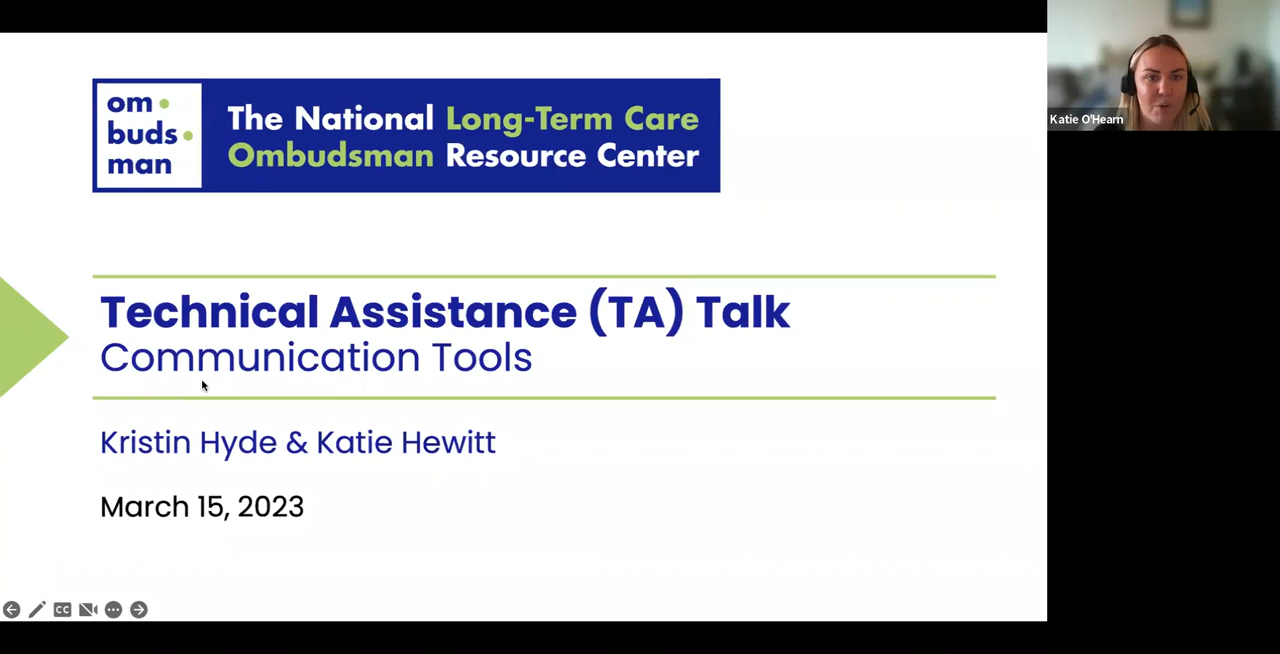 om
buds
man
The National Long-Term Care
Ombudsman Resource Center
Technical Assistance (TA) Talk
Communication Tools
Kristin Hyde & Katie Hewitt
March 15, 2023
Katie O'Hearn
CC